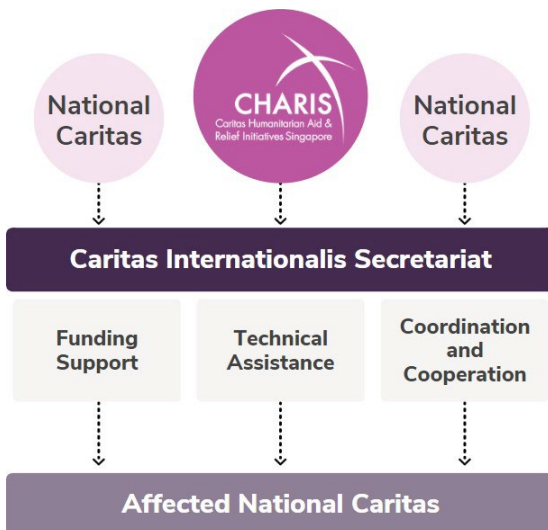 National
Caritas
CHARIS
Caritas Humanitarian Aid &
Relief Initiatives Singapore
National
Caritas
Caritas Internationalis Secretariat
Funding
Support
Technical
Assistance
Coordination
and
Cooperation
Affected National Caritas